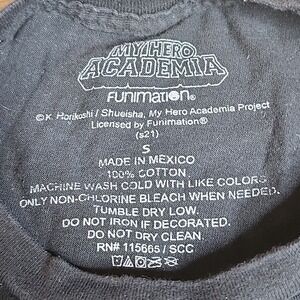 MY HERO
ACADEMIA
FUNIMATION®
©K. Horikoshi / Shueisha, My Hero Academia Project
Licensed by Funimation®
(s21)
S
MADE IN MEXICO
100% COTTON
MACHINE WASH COLD WITH LIKE COLORS
ONLY NON-CHLORINE BLEACH WHEN NEEDED.
TUMBLE DRY LOW.
DO NOT IRON IF DECORATED.
DO NOT DRY CLEAN.
RN# 115665 / SCC